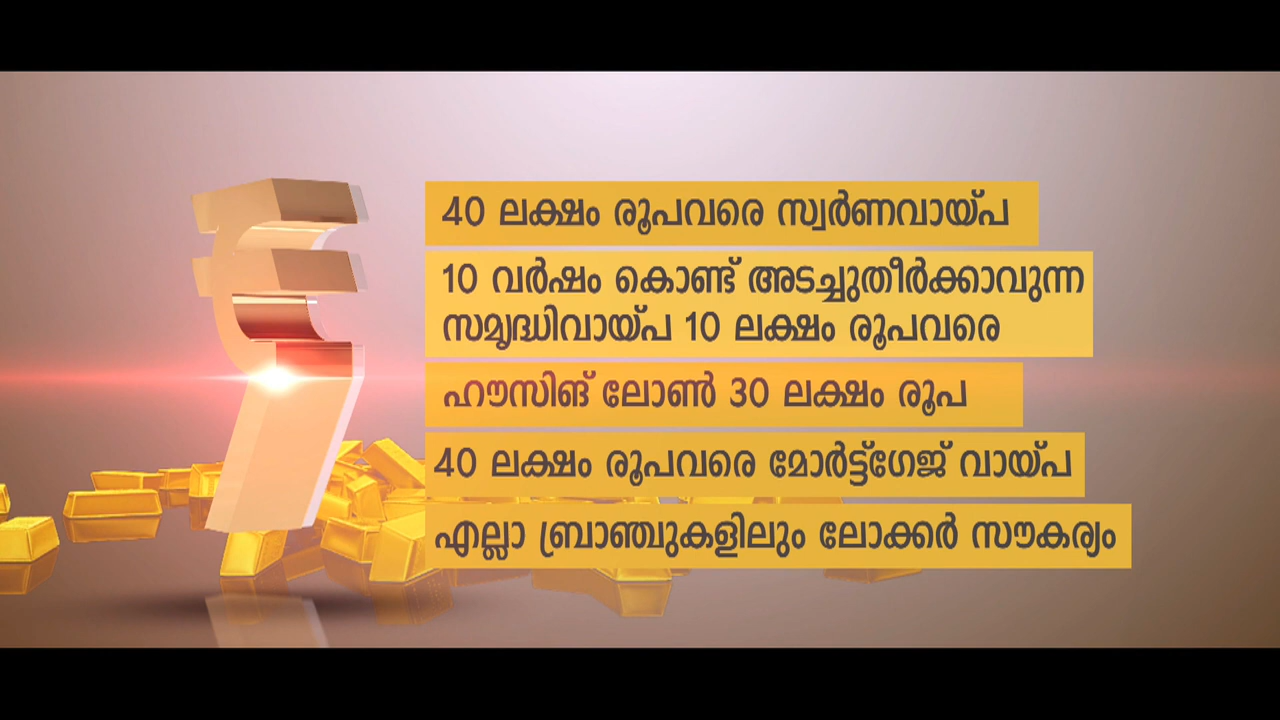 40 ലക്ഷം രൂപവരെ സ്വർണവായ്പ
10 വർഷം കൊണ്ട് അടച്ചുതീർക്കാവുന്ന
സമൃദ്ധിവായ്പ 10 ലക്ഷം രൂപവരെ
ഹൗസിങ് ലോൺ 30 ലക്ഷം രൂപ
40 ലക്ഷം രൂപവരെ മോർട്ട്ഗേജ് വായ്പ
എല്ലാ ബ്രാഞ്ചുകളിലും ലോക്കർ സൗകര്യം